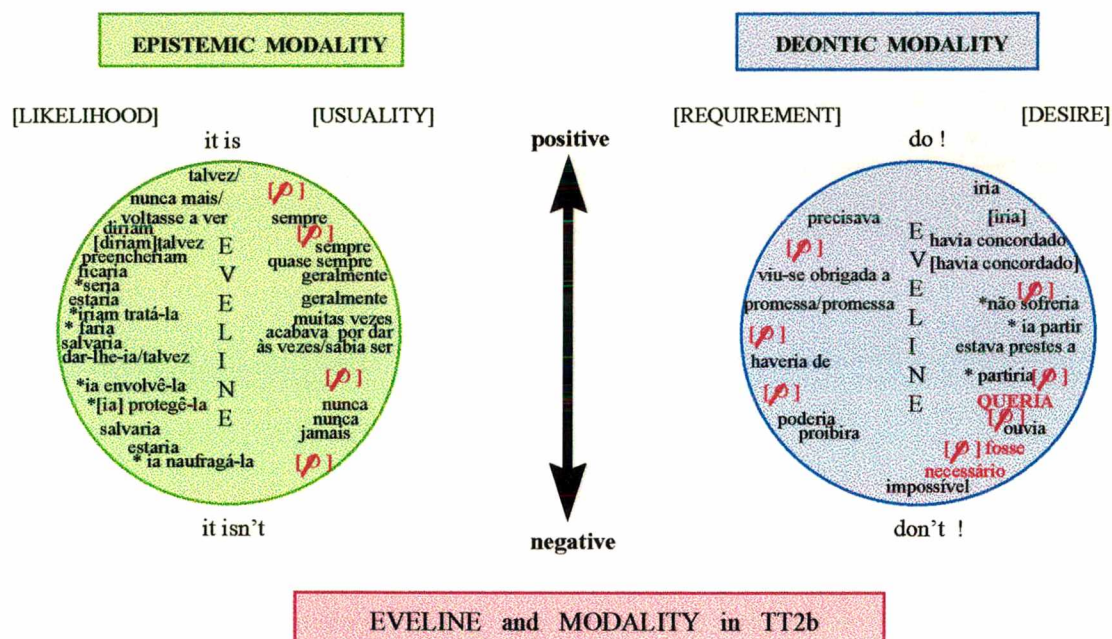 EPISTEMIC MODALITY
DEONTIC MODALITY
[LIKELIHOOD]
[USUALITY]
[REQUIREMENT]
[DESIRE]
it is
positive
do !
talvez/
nunca mais/
voltasse a ver
diriam
[diriam]talvez
preencheriam
ficaria
*seria
estaria
*iriam tratá-la
* faria
salvaria
dar-lhe-ia/talvez
*ia envolvê-la
*[ia] protegê-la
salvaria
estaria
* ia naufragá-la
EVELINE
[ø]
sempre
[ø]
sempre
quase sempre
geralmente
geralmente
muitas vezes
acabava por dar
às vezes/sabia ser
[ø]
nunca
nunca
jamais
[ø]
precisava
[ø]
viu-se obrigada a
promessa/promessa
[ø]
haveria de
[ø]
poderia
proibira
EVELINE
iria
[iria]
havia concordado
[havia concordado]
[ø]
*não sofreria
* ia partir
estava prestes a
* partiria [ø]
QUERIA
[ø]
ouvia
[ø] fosse
necessário
impossível
it isn't
negative
don't !
EVELINE and MODALITY in TT2b